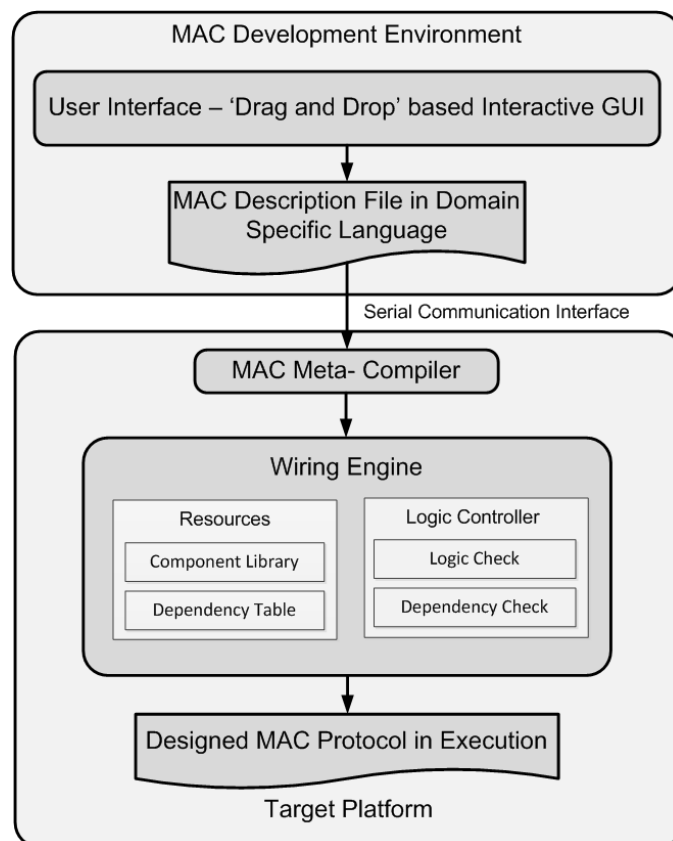 MAC Development Environment
User Interface – ‘Drag and Drop’ based Interactive GUI
MAC Description File in Domain
Specific Language
Serial Communication Interface
MAC Meta- Compiler
Wiring Engine
Resources
Component Library
Dependency Table
Logic Controller
Logic Check
Dependency Check
Designed MAC Protocol in Execution
Target Platform